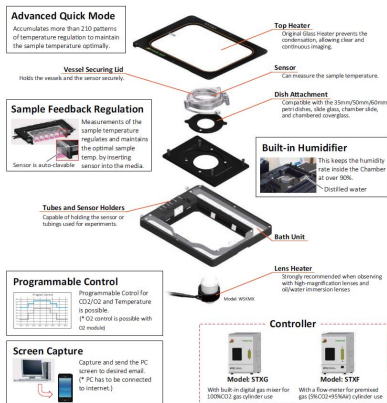 Advanced Quick Mode
Accumulates more than 210 patterns
of temperature regulation to maintain
the sample temperature optimally.
Top Heater
Original Glass Heater prevents the
condensation, allowing clear and
continuous imaging.
Vessel Securing Lid
Holds the vessels and the sensor securely.
Sensor
Can measure the sample temperature.
Dish Attachment
Compatible with the 35mm/50mm/60mm
petri dishes, slide glass, chamber slide,
and chambered coverglass.
Sample Feedback Regulation
Measurements of the
sample temperature
regulates and maintains
the optimal sample
temp. by inserting
sensor into the media.
Sensor is auto-clavable
Built-in Humidifier
This keeps the humidity
rate inside the Chamber
at over 90%.
Distilled water
Tubes and Sensor Holders
Capable of holding the sensor or
tubings used for experiments.
Bath Unit
Lens Heater
Strongly recommended when observing
with high-magnification lenses and
oil/water immersion lenses
Model: WSKMX
Programmable Control
Programmable Control for
CO2/O2 and Temperature
is possible.
(* O2 control is possible with
O2 module)
Controller
Model: STXG
With built-in digital gas mixer for
100%CO2 gas cylinder use
Model: STXF
With a flow-meter for premixed
gas (5%CO2+95%Air) cylinder use
Screen Capture
Capture and send the PC
screen to desired email.
(* PC has to be connected
to internet.)